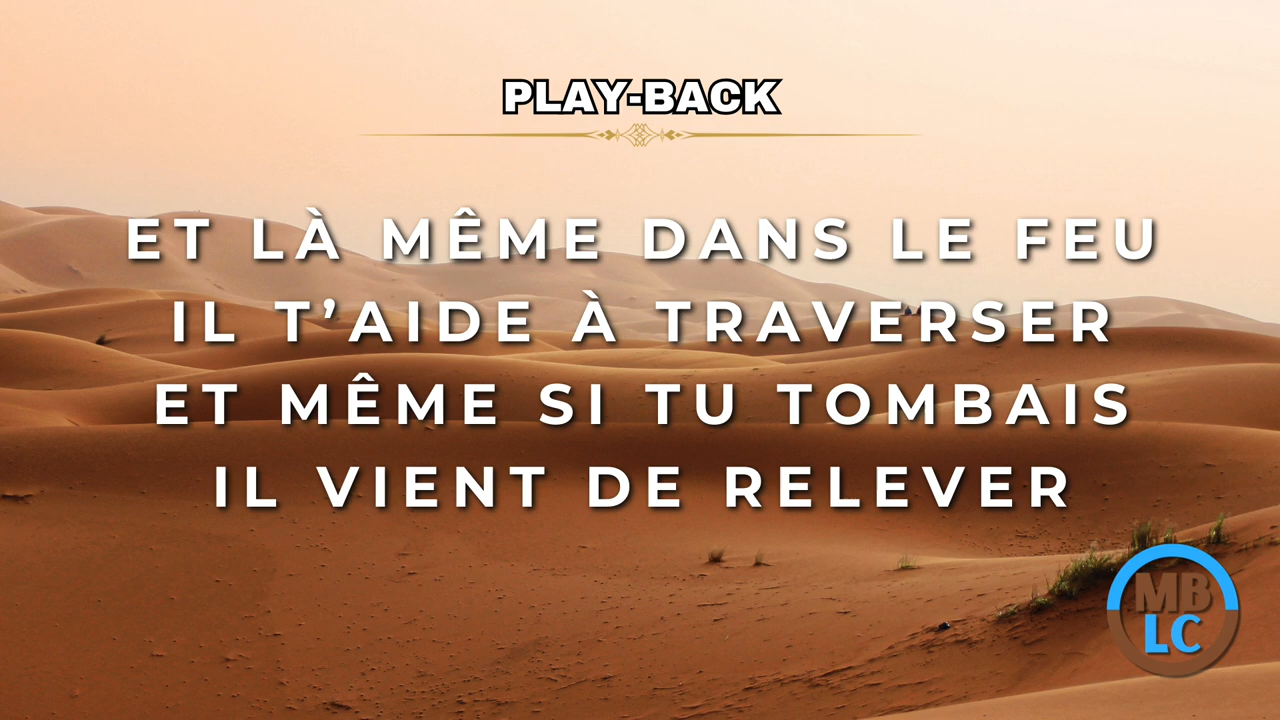 PLAY-BACK
ET LÀ MÊME DANS LE FEU
IL T’AIDE À TRAVERSER
ET MÊME SI TU TOMBAIS
IL VIENT DE RELEVER
MB
LC